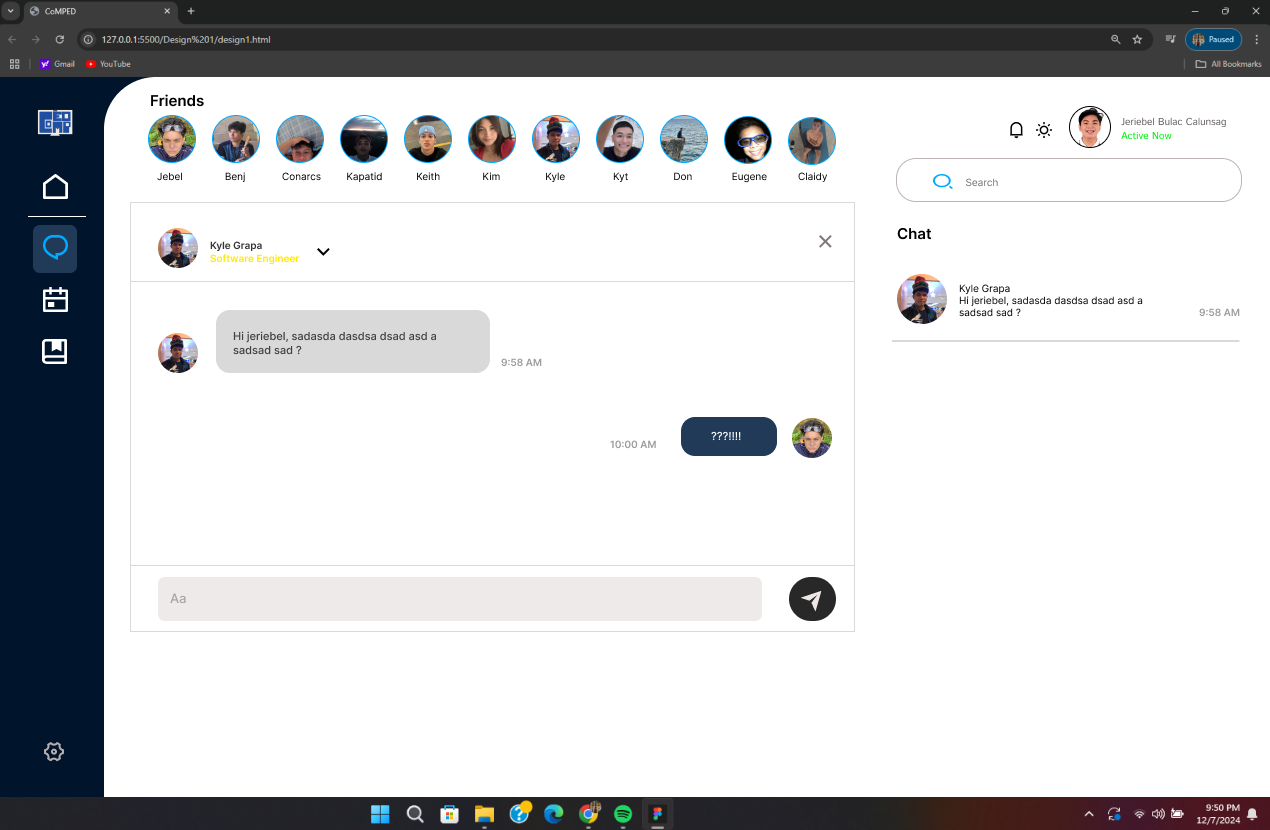 CoMPED
127.0.0.1:5500/Design%201/design1.html
Paused
Gmail
YouTube
All Bookmarks
Friends
Jebel
Benj
Conarcs
Kapatid
Keith
Kim
Kyle
Kyt
Don
Eugene
Claidy
Jeriebel Bulac Calunsag
Active Now
Search
Kyle Grapa
Software Engineer
Chat
Kyle Grapa
Hi jeriebel, sadasda dasdsa dsad asd a
sadsad sad ?
9:58 AM
Hi jeriebel, sadasda dasdsa dsad asd a
sadsad sad ?
9:58 AM
10:00 AM
???!!!!
Aa
9:50 PM
12/7/2024